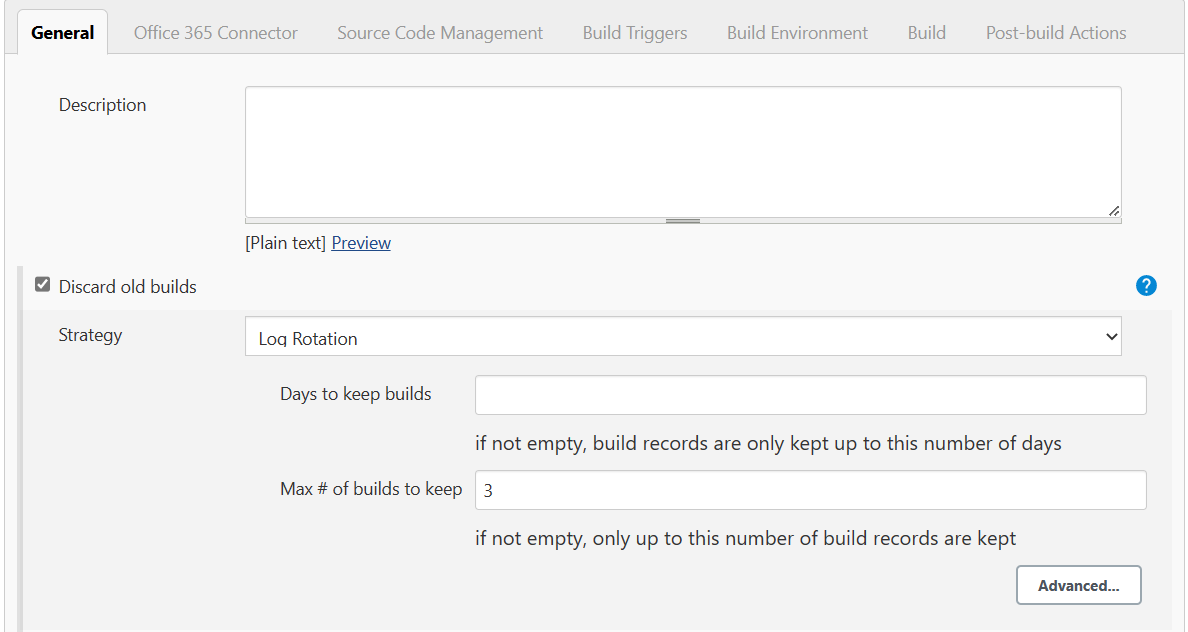 General Office 365 Connector Source Code Management Build Triggers Build Environment Build Post-build Actions
Description
[Plain text] Preview
Discard old builds ?
Strategy Log Rotation
Days to keep builds
if not empty, build records are only kept up to this number of days
Max # of builds to keep 3
if not empty, only up to this number of build records are kept
Advanced...